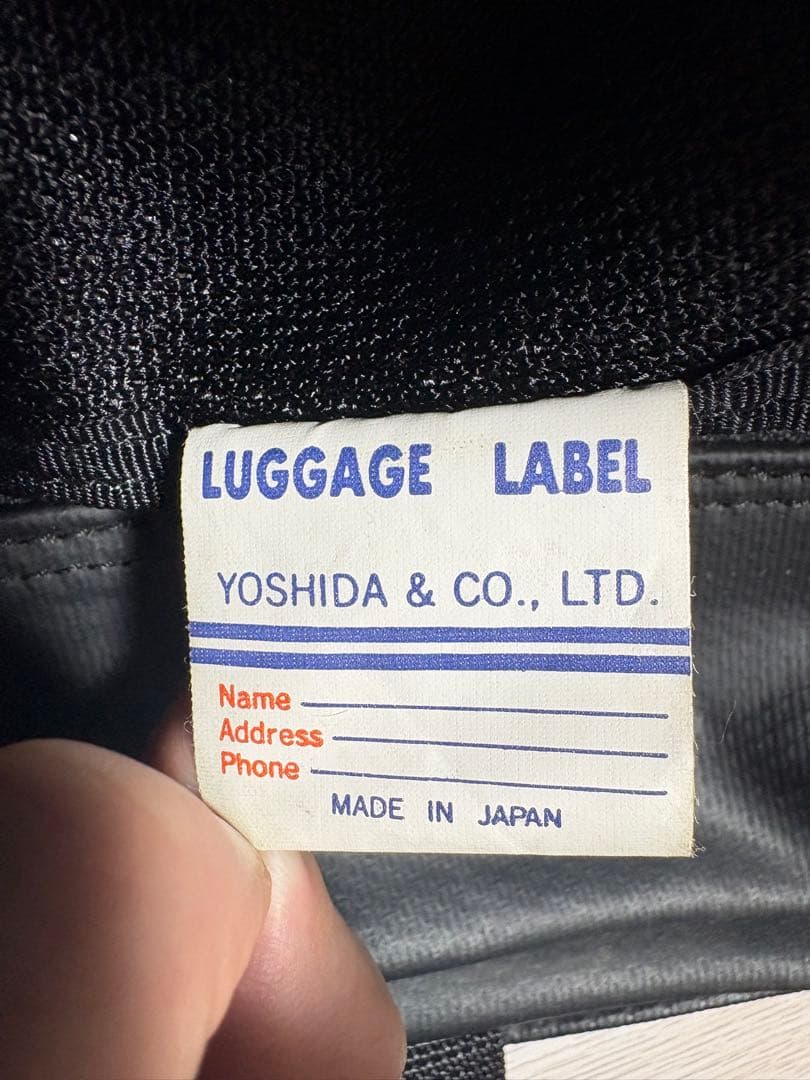 LUGGAGE LABEL
YOSHIDA & CO., LTD.
Name
Address
Phone
MADE IN JAPAN